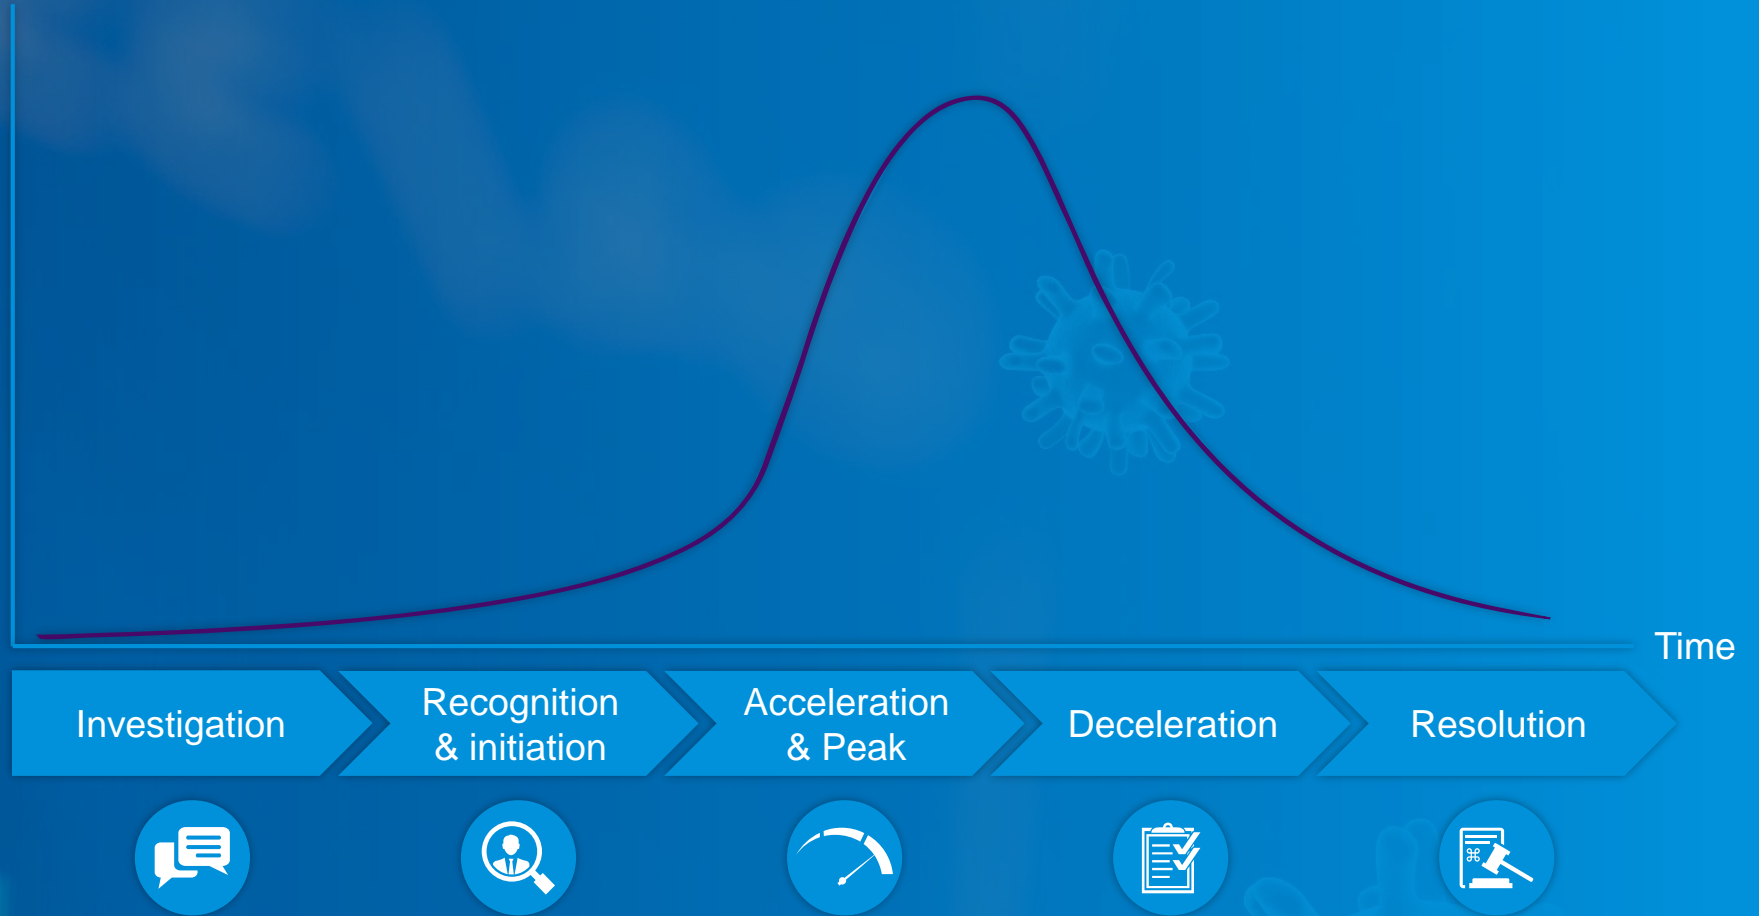 Time
Investigation
Recognition
& initiation
Acceleration
& Peak
Deceleration
Resolution
⌘